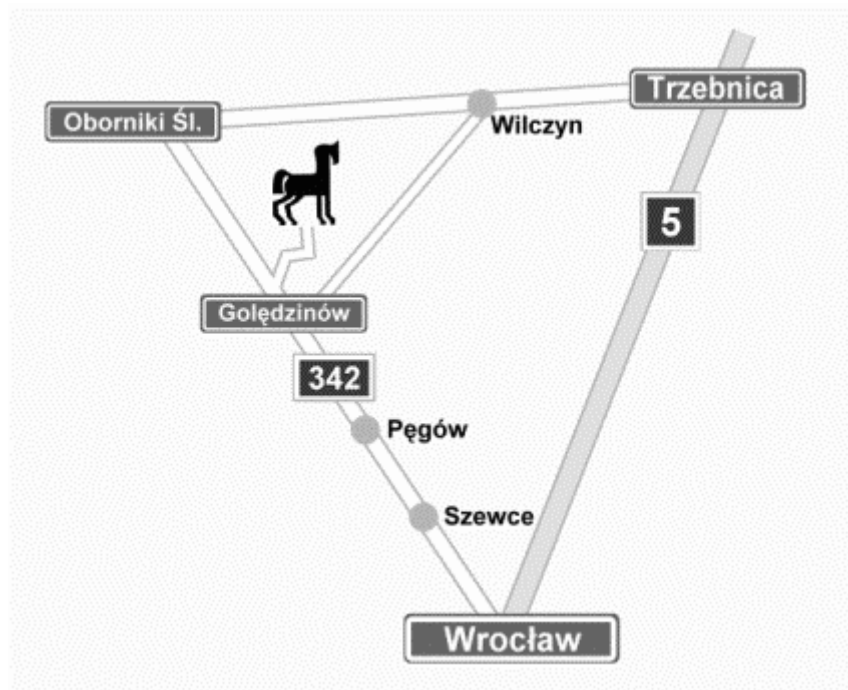 Trzebnica
Oborniki Śl.
Wilczyn
5
Golędzinów
342
Pęgów
Szewce
Wrocław